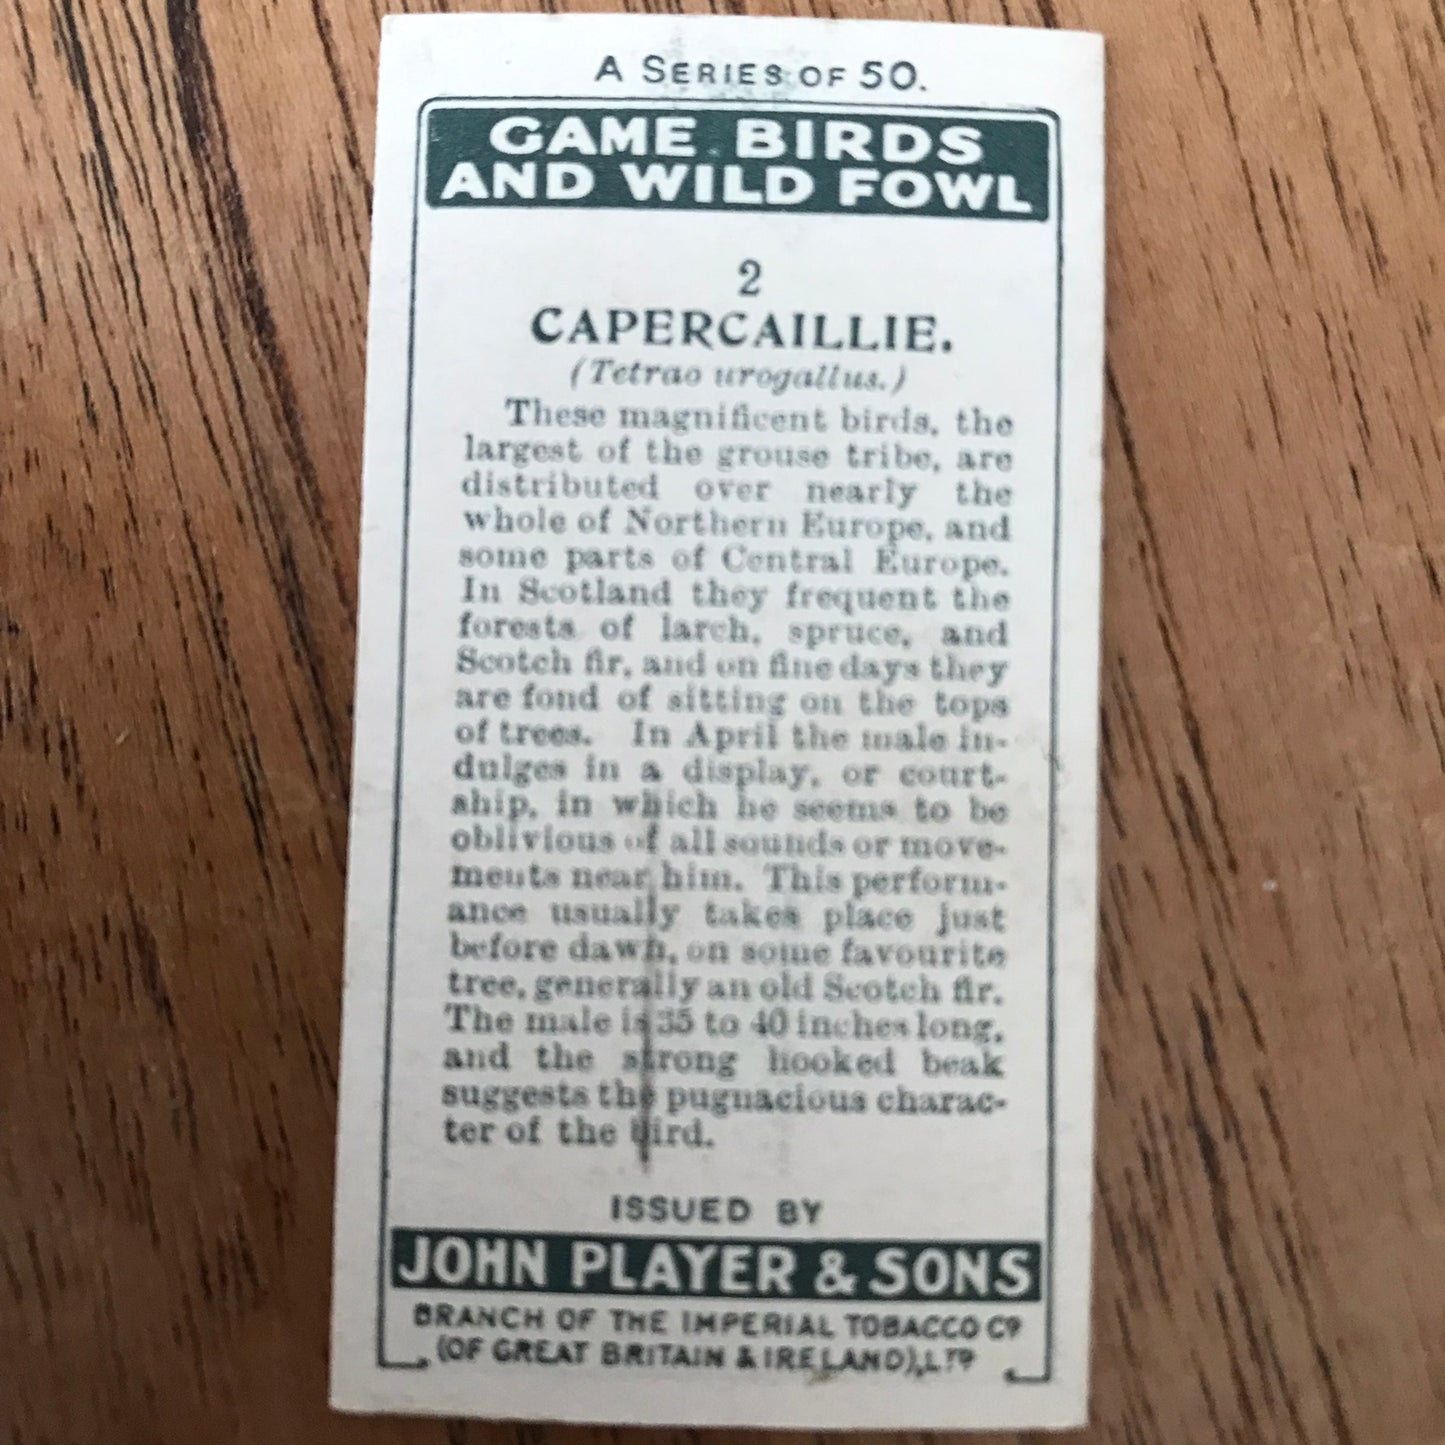 A SERIES OF 50.
GAME BIRDS
AND WILD FOWL
2
CAPERCAILLIE.
(Tetrao urogallus.)
These magnificent birds, the
largest of the grouse tribe, are
distributed over nearly the
whole of Northern Europe, and
some parts of Central Europe.
In Scotland they frequent the
forests of larch, spruce, and
Scotch fir, and on fine days they
are fond of sitting on the tops
of trees. In April the male in-
dulges in a display, or court-
ship, in which he seems to be
oblivious of all sounds or move-
ments near him. This perform-
ance usually takes place just
before dawn, on some favourite
tree, generally an old Scotch fir.
The male is 35 to 40 inches long,
and the strong hooked beak
suggests the pugnacious charac-
ter of the bird.
ISSUED BY
JOHN PLAYER & SONS
BRANCH OF THE IMPERIAL TOBACCO Cº
(OF GREAT BRITAIN & IRELAND), LTD